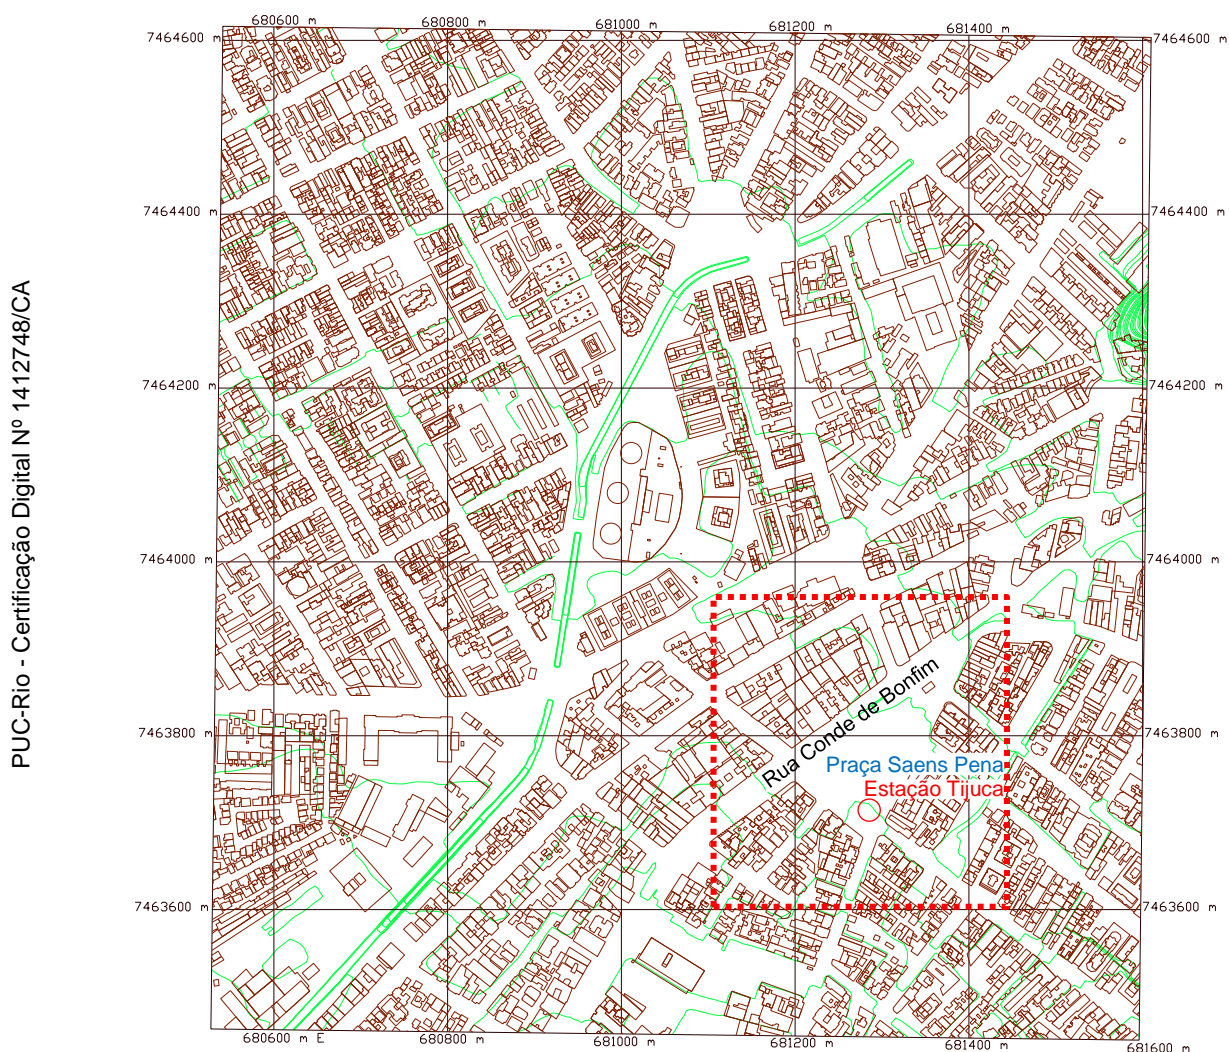 680600 m
680800 m
681000 m
681200 m
681400 m
7464600 m
7464600 m
7464400 m
7464400 m
PUC-Rio - Certificação Digital Nº 1412748/CA
7464200 m
7464200 m
7464000 m
7464000 m
Rua Conde de Bonfim
7463800 m
7463800 m
Praça Saens Pena
Estação Tijuca
7463600 m
7463600 m
680600 m E
680800 m
681000 m
681200 m
681400 m
681600 m